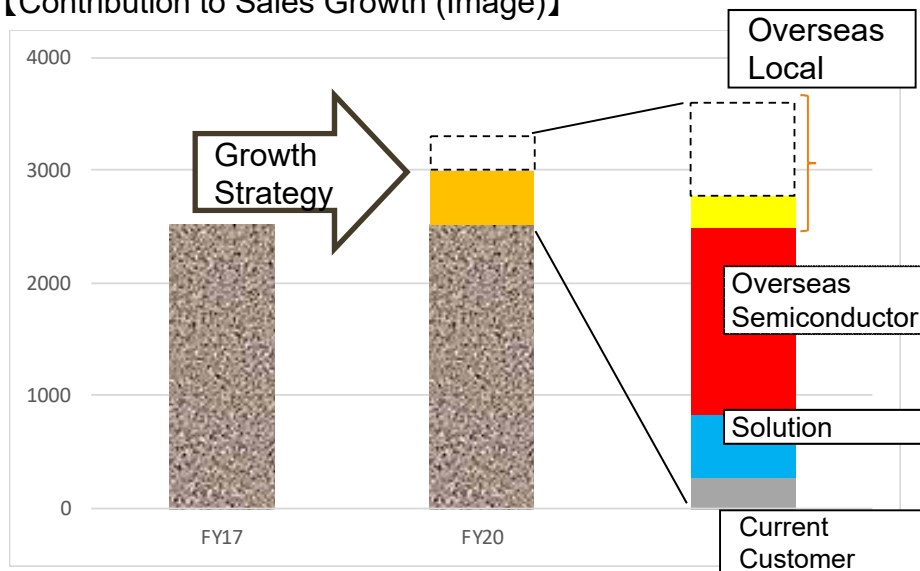 【Contribution to Sales Growth (Image)】
Overseas
Local
4000
Growth
Strategy
3000
Overseas
Semiconductor
2000
1000
Solution
0
FY17
FY20
Current
Customer